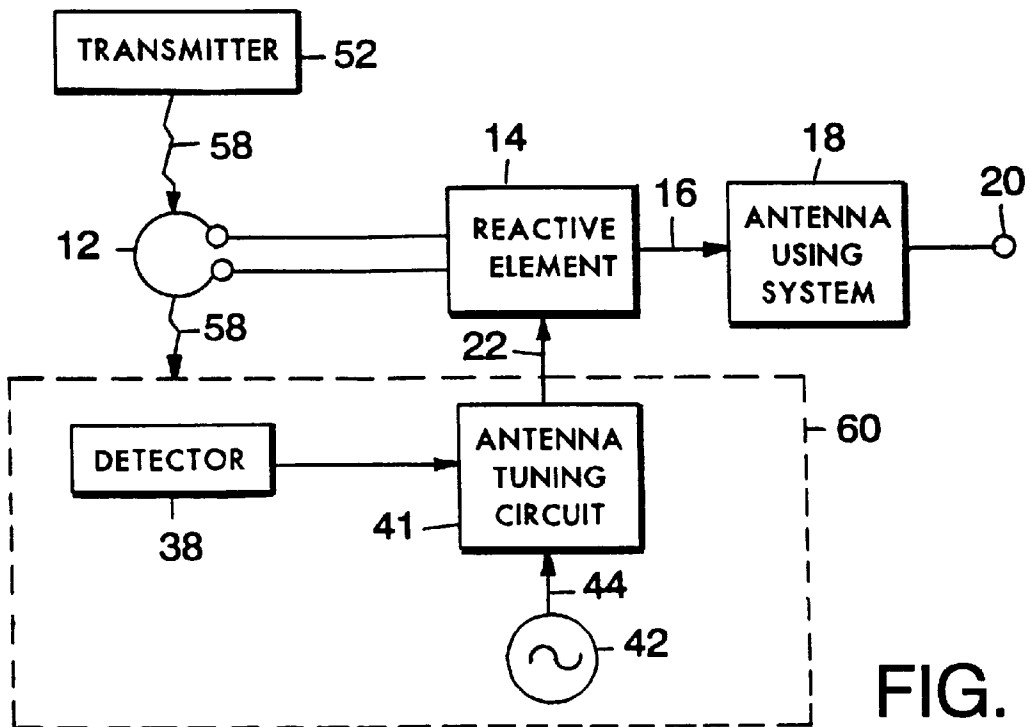 TRANSMITTER
52
58
14
18
20
16
12
REACTIVE
ELEMENT
ANTENNA
USING
SYSTEM
58
22
60
DETECTOR
38
ANTENNA
TUNING
CIRCUIT
41
44
42
FIG.